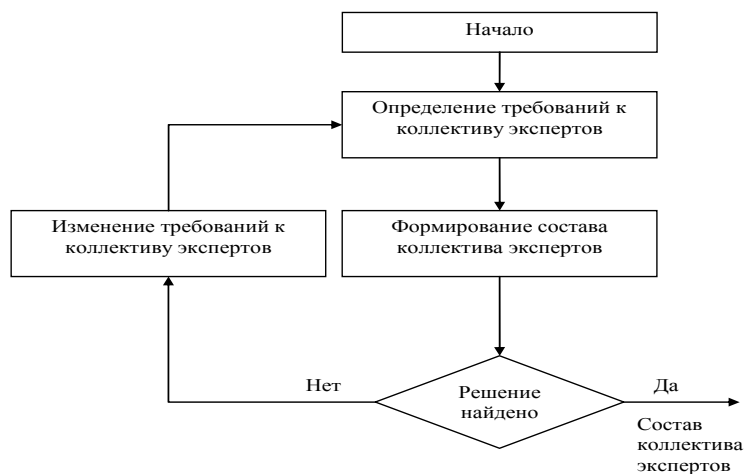 Начало
Определение требований к
коллективу экспертов
Изменение требований к
коллективу экспертов
Формирование состава
коллектива экспертов
Нет
Решение
найдено
Да
Состав
коллектива
экспертов